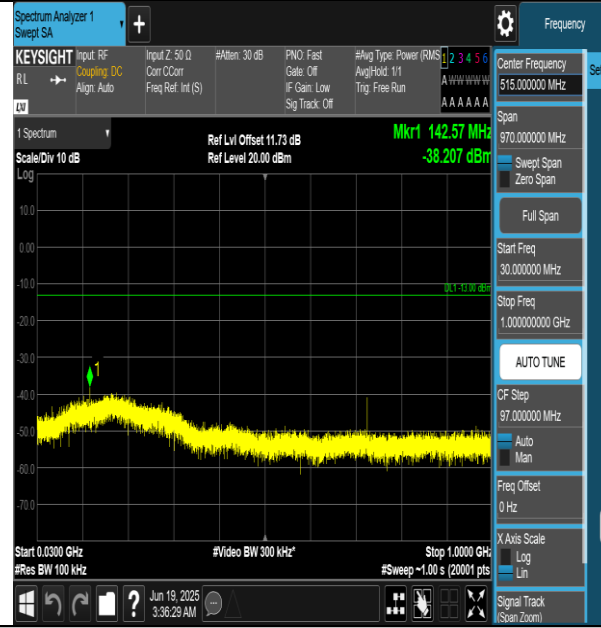 Spectrum Analyzer 1
Swept SA
Frequency
KEYSIGHT
RL
LXI
Input: RF
Coupling: DC
Align: Auto
Input Z: 50 Ω
Corr CCorr
Freq Ref: Int (S)
#Atten: 30 dB
PNO: Fast
Gate: Off
IF Gain: Low
Sig Track: Off
#Avg Type: Power (RMS
Avg|Hold: 1/1
Trig: Free Run
1 2 3 4 5 6
A W W W W W
A A A A A A
1 Spectrum
Scale/Div 10 dB
Log
Ref Lvl Offset 11.73 dB
Ref Level 20.00 dBm
Mkr1 142.57 MHz
-38.207 dBm
10.0
0.00
-10.0
DL1 -13.00 dBm
-20.0
-30.0
1
-40.0
-50.0
-60.0
-70.0
Start 0.0300 GHz
#Res BW 100 kHz
#Video BW 300 kHz*
Stop 1.0000 GHz
#Sweep ~1.00 s (20001 pts
Jun 19, 2025
3:36:29 AM
Center Frequency
515.000000 MHz
Span
970.000000 MHz
Swept Span
Zero Span
Full Span
Start Freq
30.000000 MHz
Stop Freq
1.000000000 GHz
AUTO TUNE
CF Step
97.000000 MHz
Auto
Man
Freq Offset
0 Hz
X Axis Scale
Log
Lin
Signal Track
(Span Zoom)
Se